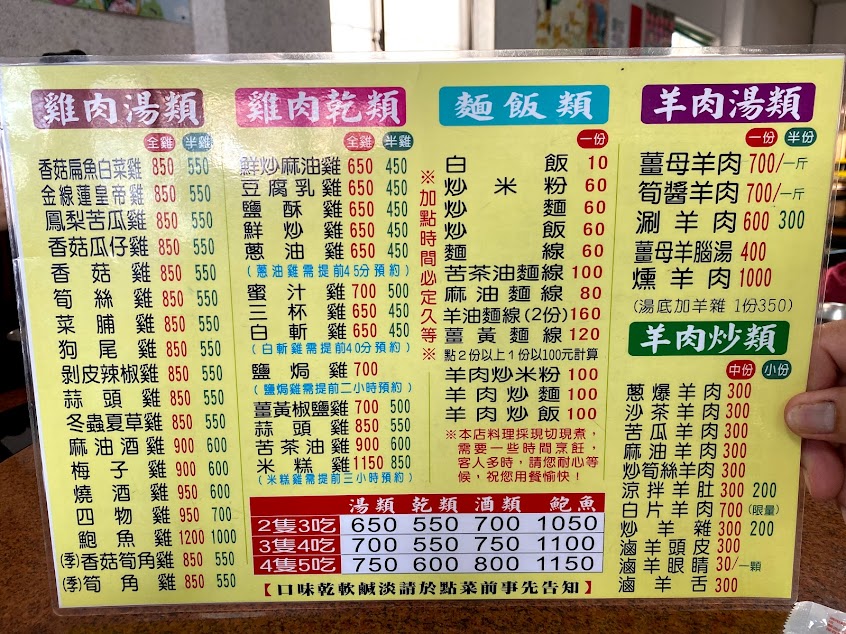 雞肉湯類
全雞 半雞
香菇扁魚白菜雞 850 550
金線蓮皇帝雞 850 550
鳳梨苦瓜雞 850 550
香菇瓜仔雞 850 550
香菇雞 850 550
筍絲雞 850 550
菜脯雞 850 550
狗尾雞 850 550
剝皮辣椒雞 850 550
蒜頭雞 850 550
冬蟲夏草雞 850 550
麻油酒雞 900 600
梅子雞 900 600
燒酒雞 950 600
四物雞 950 700
鮑魚雞 1200 1000
(季)香菇筍角雞 850 550
(季)筍角雞 850 550
雞肉乾類
全雞 半雞
鮮炒麻油雞 650 450
豆腐乳雞 650 450
鹽酥雞 650 450
鮮炒雞 650 450
蔥油雞 650 450
(蔥油雞需提前45分預約)
蜜汁雞 700 500
三杯雞 650 450
白斬雞 650 450
(白斬雞需提前40分預約)
鹽焗雞 700
(鹽焗雞需提前二小時預約)
薑黃椒鹽雞 700 500
蒜頭雞 850 550
苦茶油雞 900 600
米糕雞 1150 850
(米糕雞需提前三小時預約)
※加點時間必定久等※
麵飯類
一份
白飯 10
炒米粉 60
炒麵 60
炒飯 60
麵線 60
苦茶油麵線 100
麻油麵線 80
羊油麵線(2份) 160
薑黃麵線 120
點2份以上1份以100元計算
羊肉炒米粉 100
羊肉炒麵 100
羊肉炒飯 100
※本店料理採現切現煮，
需要一些時間烹飪，
客人多時，請您耐心等
候，祝您用餐愉快！
湯類 乾類 酒類 鮑魚
2隻3吃 650 550 700 1050
3隻4吃 700 550 750 1100
4隻5吃 750 600 800 1150
【口味乾軟鹹淡請於點菜前事先告知】
羊肉湯類
一份 半份
薑母羊肉 700/一斤
筍醬羊肉 700/一斤
涮羊肉 600 300
薑母羊腦湯 400
燻羊肉 1000
(湯底加羊雜 1份350)
羊肉炒類
中份 小份
蔥爆羊肉 300
沙茶羊肉 300
苦瓜羊肉 300
麻油羊肉 300
炒筍絲羊肉 300
涼拌羊肚 300 200
白片羊肉 700(限量)
炒羊雜 300 200
滷羊頭皮 300
滷羊眼睛 30/一顆
滷羊舌 300